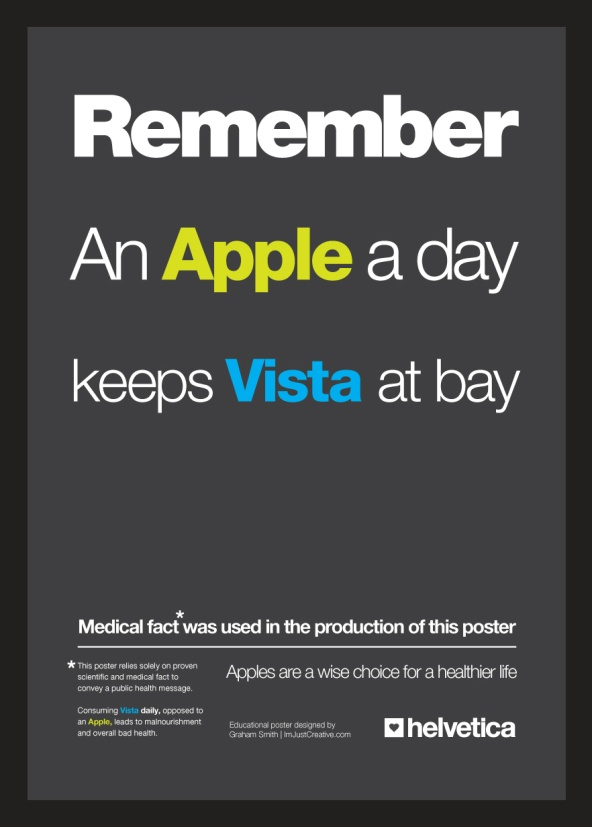 Remember
An Apple a day
keeps Vista at bay
Medical fact* was used in the production of this poster
* This poster relies solely on proven
scientific and medical fact to
convey a public health message.
Consuming Vista daily, opposed to
an Apple, leads to malnourishment
and overall bad health.
Apples are a wise choice for a healthier life
Educational poster designed by
Graham Smith | ImJustCreative.com
helvetica